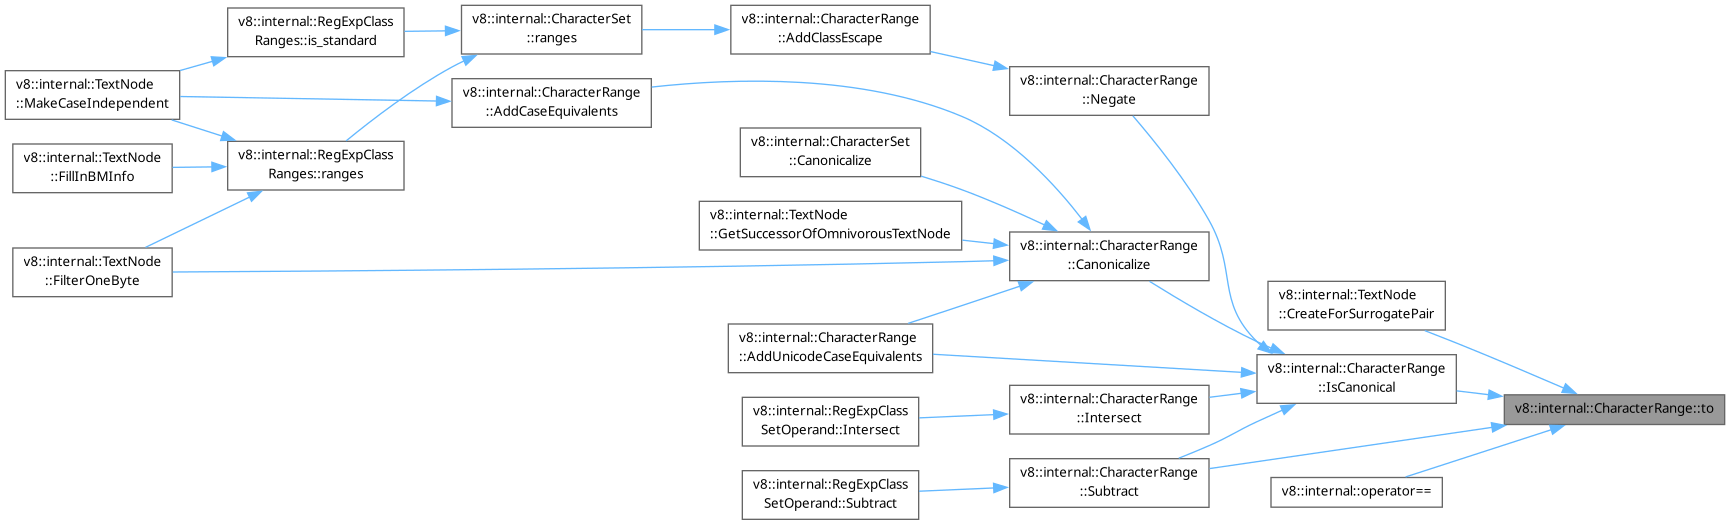 v8::internal::RegExpClass
Ranges::is_standard
v8::internal::CharacterSet
::ranges
v8::internal::CharacterRange
::AddClassEscape
v8::internal::TextNode
::MakeCaseIndependent
v8::internal::CharacterRange
::AddCaseEquivalents
v8::internal::CharacterRange
::Negate
v8::internal::TextNode
::FillInBMInfo
v8::internal::RegExpClass
Ranges::ranges
v8::internal::CharacterSet
::Canonicalize
v8::internal::TextNode
::GetSuccessorOfOmnivorousTextNode
v8::internal::CharacterRange
::Canonicalize
v8::internal::TextNode
::FilterOneByte
v8::internal::TextNode
::CreateForSurrogatePair
v8::internal::CharacterRange
::AddUnicodeCaseEquivalents
v8::internal::CharacterRange
::IsCanonical
v8::internal::RegExpClass
SetOperand::Intersect
v8::internal::CharacterRange
::Intersect
v8::internal::CharacterRange::to
v8::internal::RegExpClass
SetOperand::Subtract
v8::internal::CharacterRange
::Subtract
v8::internal::operator==